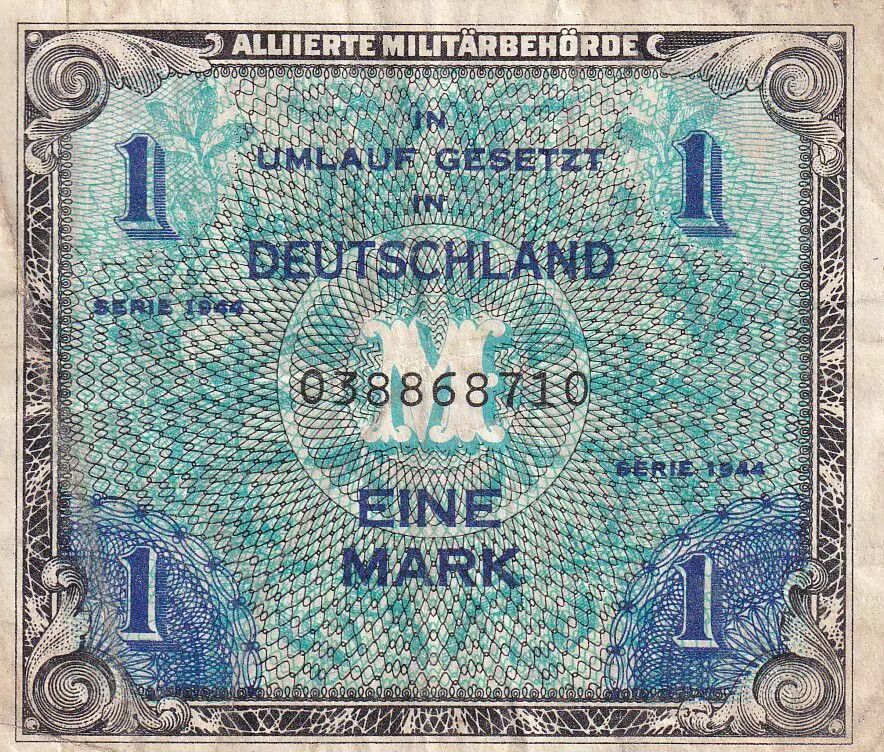 ALLIIERTE MILITÄRBEHÖRDE
IN
UMLAUF GESETZT
IN
DEUTSCHLAND
1
1
SERIE 1944
M
038868710
SERIE 1944
EINE
MARK
1
1